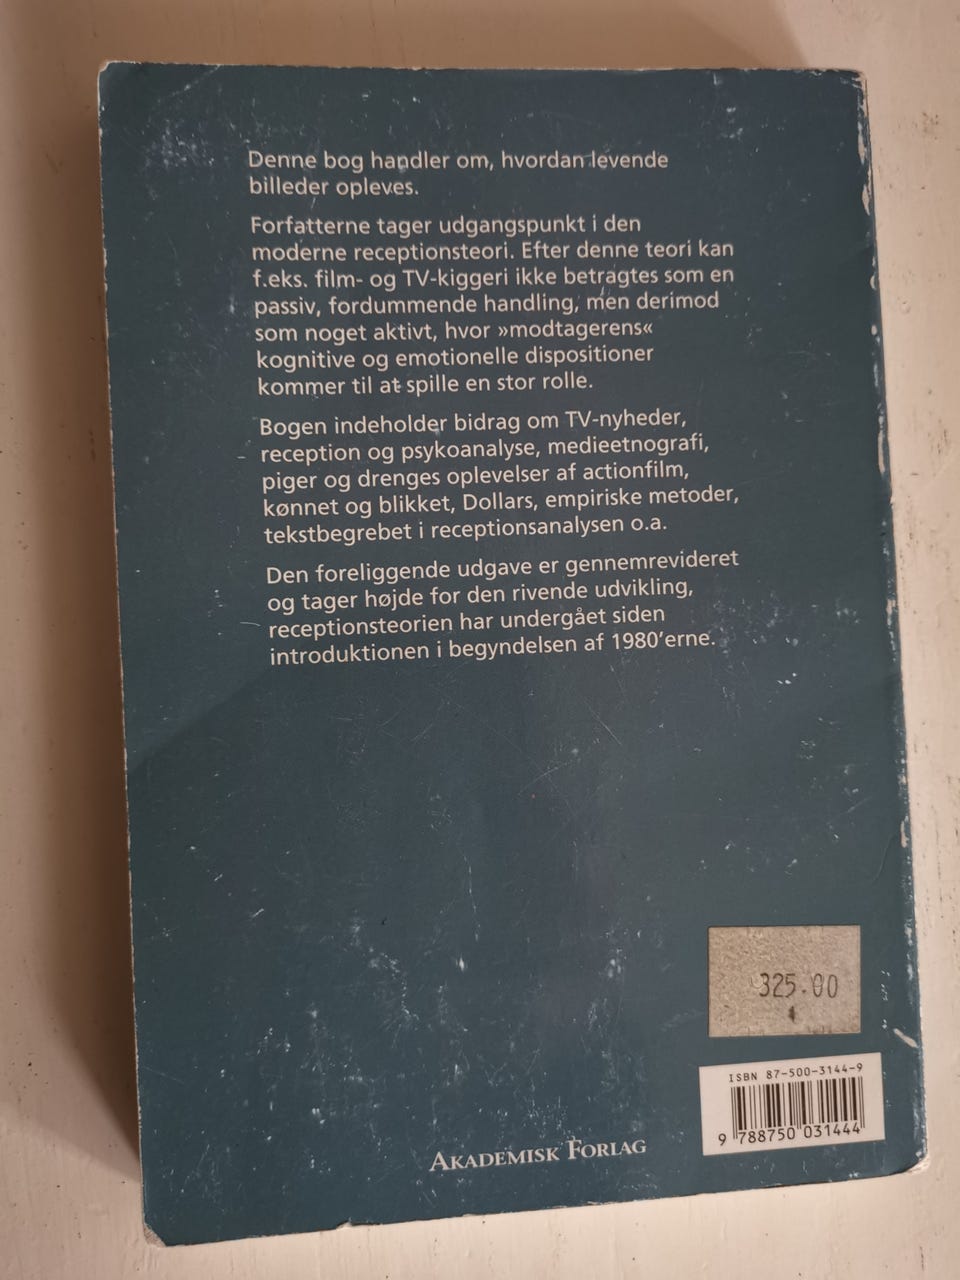 Denne bog handler om, hvordan levende
billeder opleves.
Forfatterne tager udgangspunkt i den
moderne receptionsteori. Efter denne teori kan
f.eks. film- og TV-kiggeri ikke betragtes som en
passiv, fordummende handling, men derimod
som noget aktivt, hvor »modtagerens«
kognitive og emotionelle dispositioner
kommer til at spille en stor rolle.
Bogen indeholder bidrag om TV-nyheder,
reception og psykoanalyse, medieetnografi,
piger og drenges oplevelser af actionfilm,
kønnet og blikket, Dollars, empiriske metoder,
tekstbegrebet i receptionsanalysen o.a.
Den foreliggende udgave er gennemrevideret
og tager højde for den rivende udvikling,
receptionsteorien har undergået siden
introduktionen i begyndelsen af 1980'erne.
325.00
ISBN 87-500-3144-9
9 788750 031444
AKADEMISK FORLAG